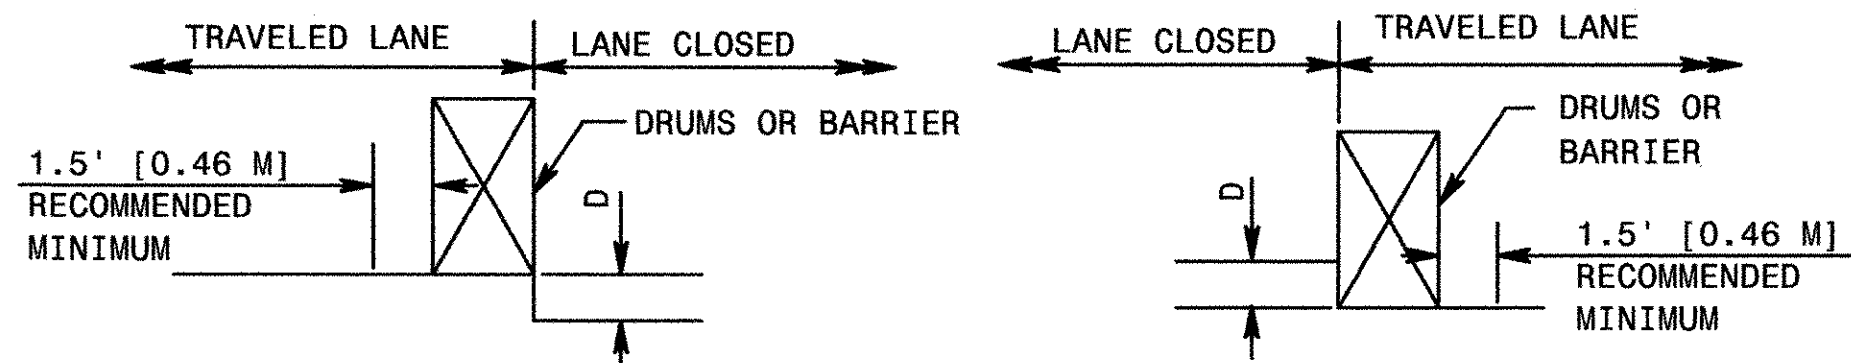 TRAVELED LANE
LANE CLOSED
DRUMS OR BARRIER
1.5' [0.46 M]
RECOMMENDED
MINIMUM
D
LANE CLOSED
TRAVELED LANE
DRUMS OR
BARRIER
D
1.5' [0.46 M]
RECOMMENDED
MINIMUM